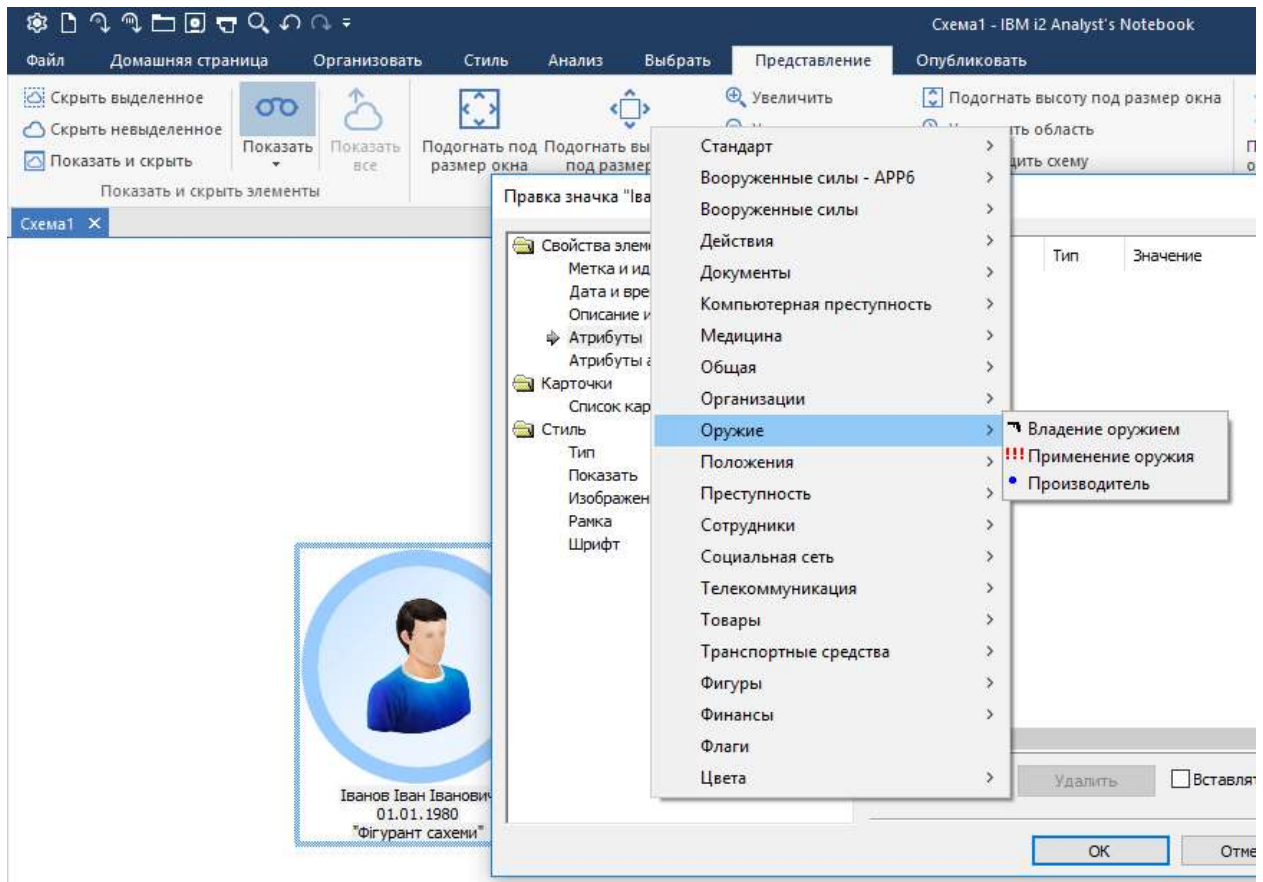 Схема1 - IBM i2 Analyst's Notebook
Файл Домашняя страница Организовать Стиль Анализ Выбрать Представление Опубликовать
Скрыть выделенное
Скрыть невыделенное
Показать и скрыть
Показать
Показать все
Подогнать под размер окна
Подогнать вы
под размер
Увеличить
Подогнать высоту под размер окна
ть область
дить схему
Показать и скрыть элементы
Схема1
Правка значка "Іва
Свойства элем
Метка и ид
Дата и вре
Описание и
Атрибуты
Атрибуты а
Карточки
Список кар
Стиль
Тип
Показать
Изображен
Рамка
Шрифт
Тип Значение
Стандарт
Вооруженные силы - APP6
Вооруженные силы
Действия
Документы
Компьютерная преступность
Медицина
Общая
Организации
Оружие
Положения
Преступность
Сотрудники
Социальная сеть
Телекоммуникация
Товары
Транспортные средства
Фигуры
Финансы
Флаги
Цвета
Владение оружием
!!! Применение оружия
Производитель
Іванов Іван Іванович
01.01.1980
"Фігурант сахеми"
Удалить
Вставлят
ОК
Отме